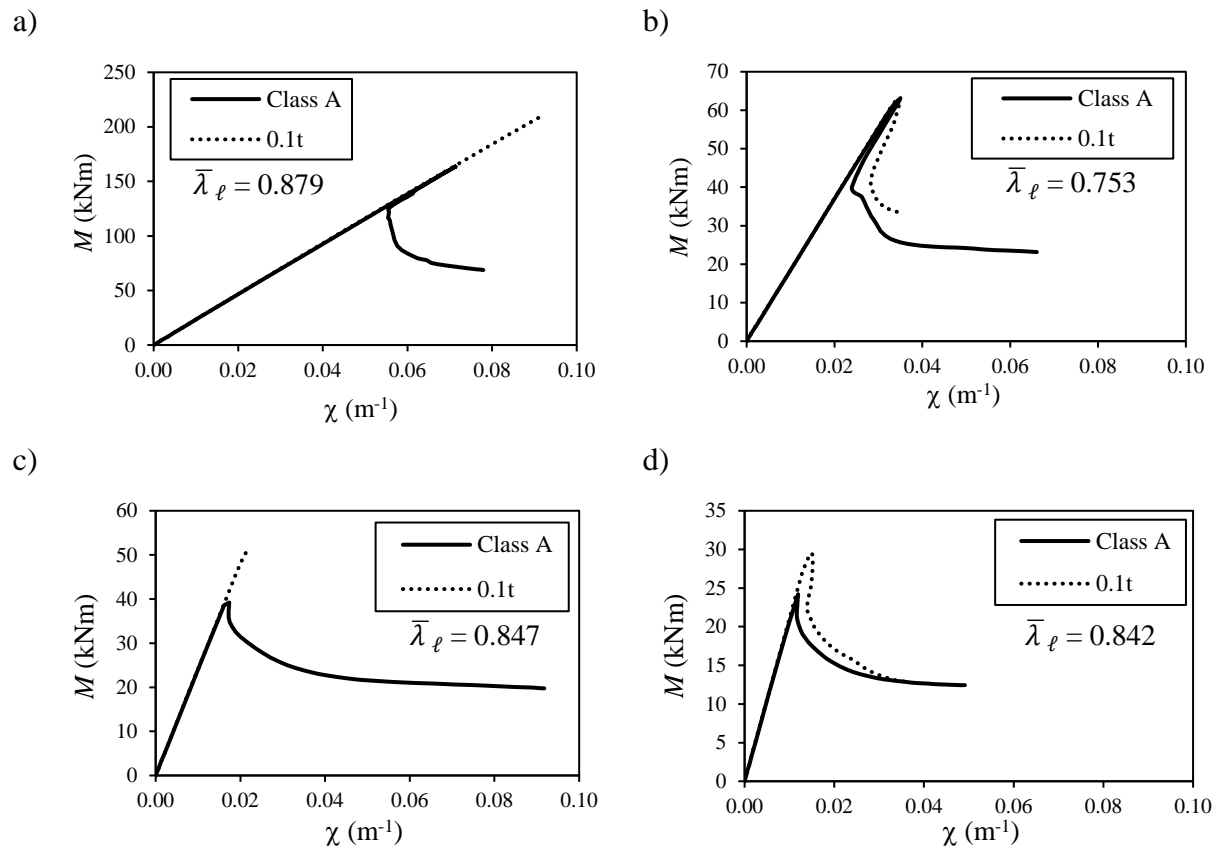 a)
250
200
150
100
50
0
M (kNm)
Class A
0.1t
λ̅ ℓ = 0.879
0.00 0.02 0.04 0.06 0.08 0.10
χ (m⁻¹)
b)
70
60
50
40
30
20
10
0
M (kNm)
Class A
0.1t
λ̅ ℓ = 0.753
0.00 0.02 0.04 0.06 0.08 0.10
χ (m⁻¹)
c)
60
50
40
30
20
10
0
M (kNm)
Class A
0.1t
λ̅ ℓ = 0.847
0.00 0.02 0.04 0.06 0.08 0.10
χ (m⁻¹)
d)
35
30
25
20
15
10
5
0
M (kNm)
Class A
0.1t
λ̅ ℓ = 0.842
0.00 0.02 0.04 0.06 0.08 0.10
χ (m⁻¹)